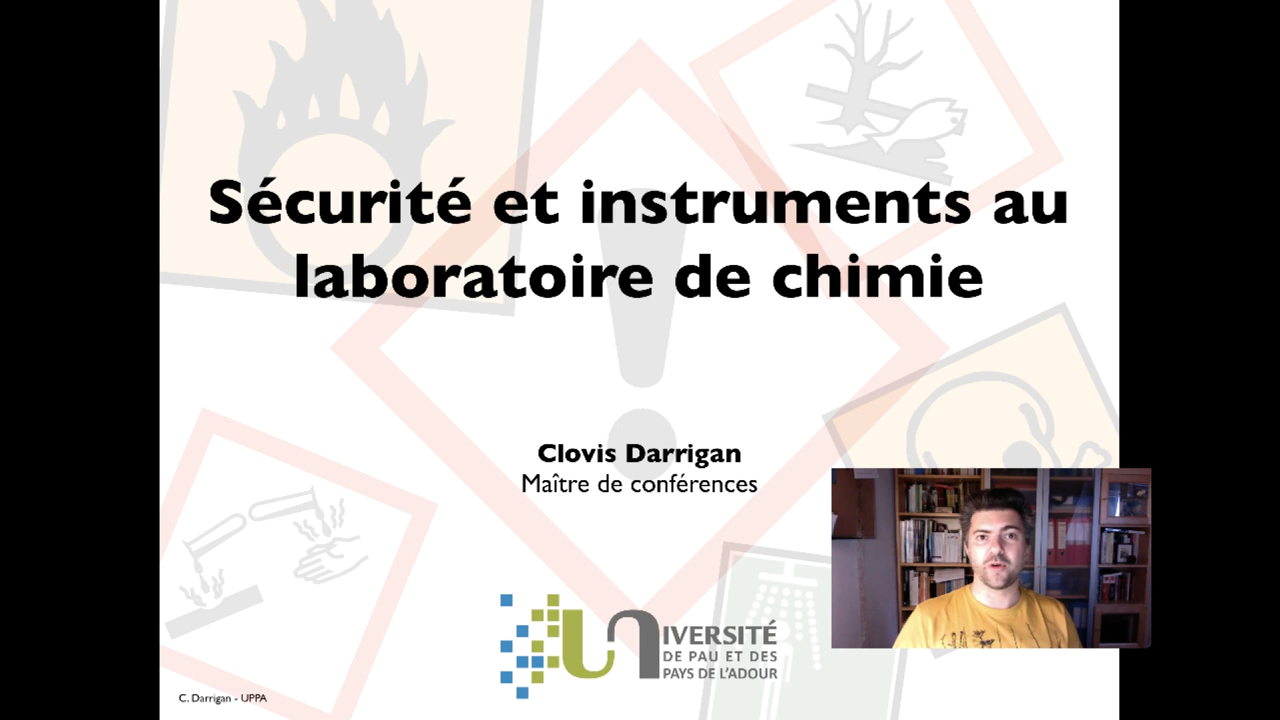 Sécurité et instruments au
laboratoire de chimie
Clovis Darrigan
Maître de conférences
UNIVERSITÉ
DE PAU ET DES
PAYS DE L'ADOUR
C. Darrigan - UPPA